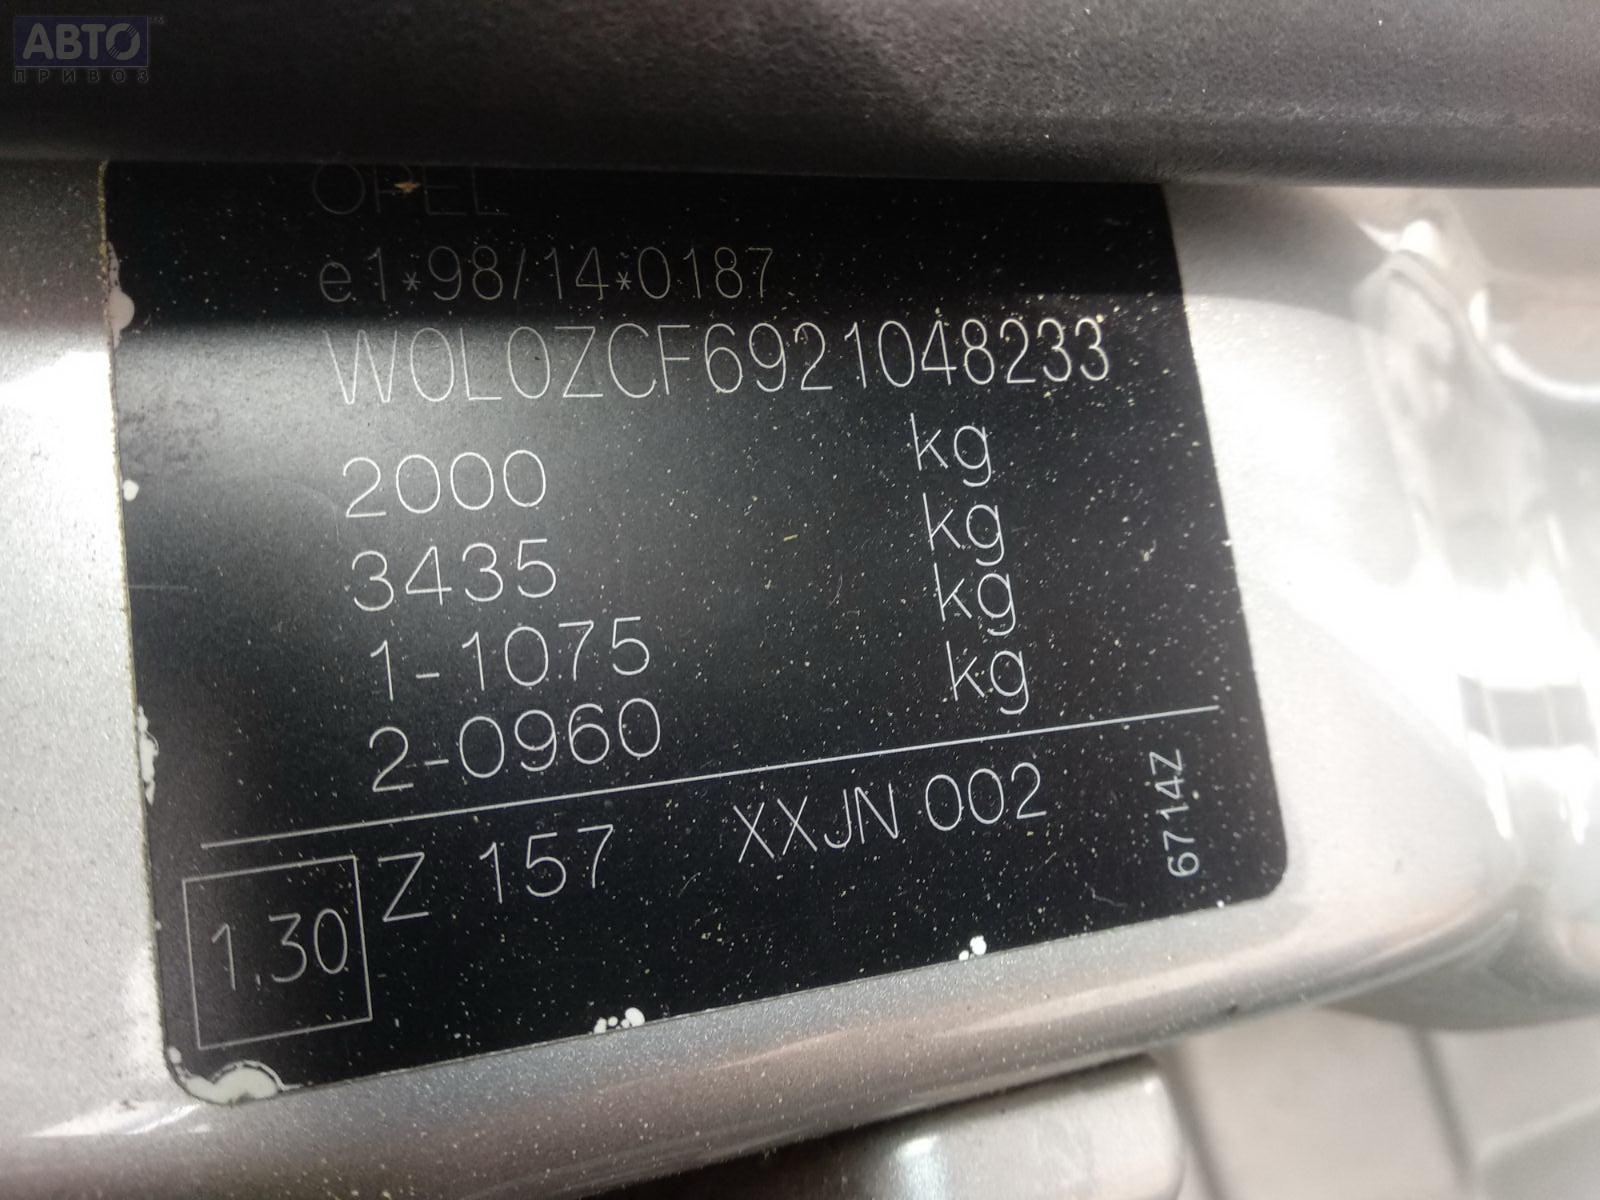 АВТО
ПРИВОЗ
OPEL
e1*98/14*0187
W0L0ZCF6921048233
2000 kg
3435 kg
1-1075 kg
2-0960 kg
1.30 Z 157 XXJN 002
6714Z